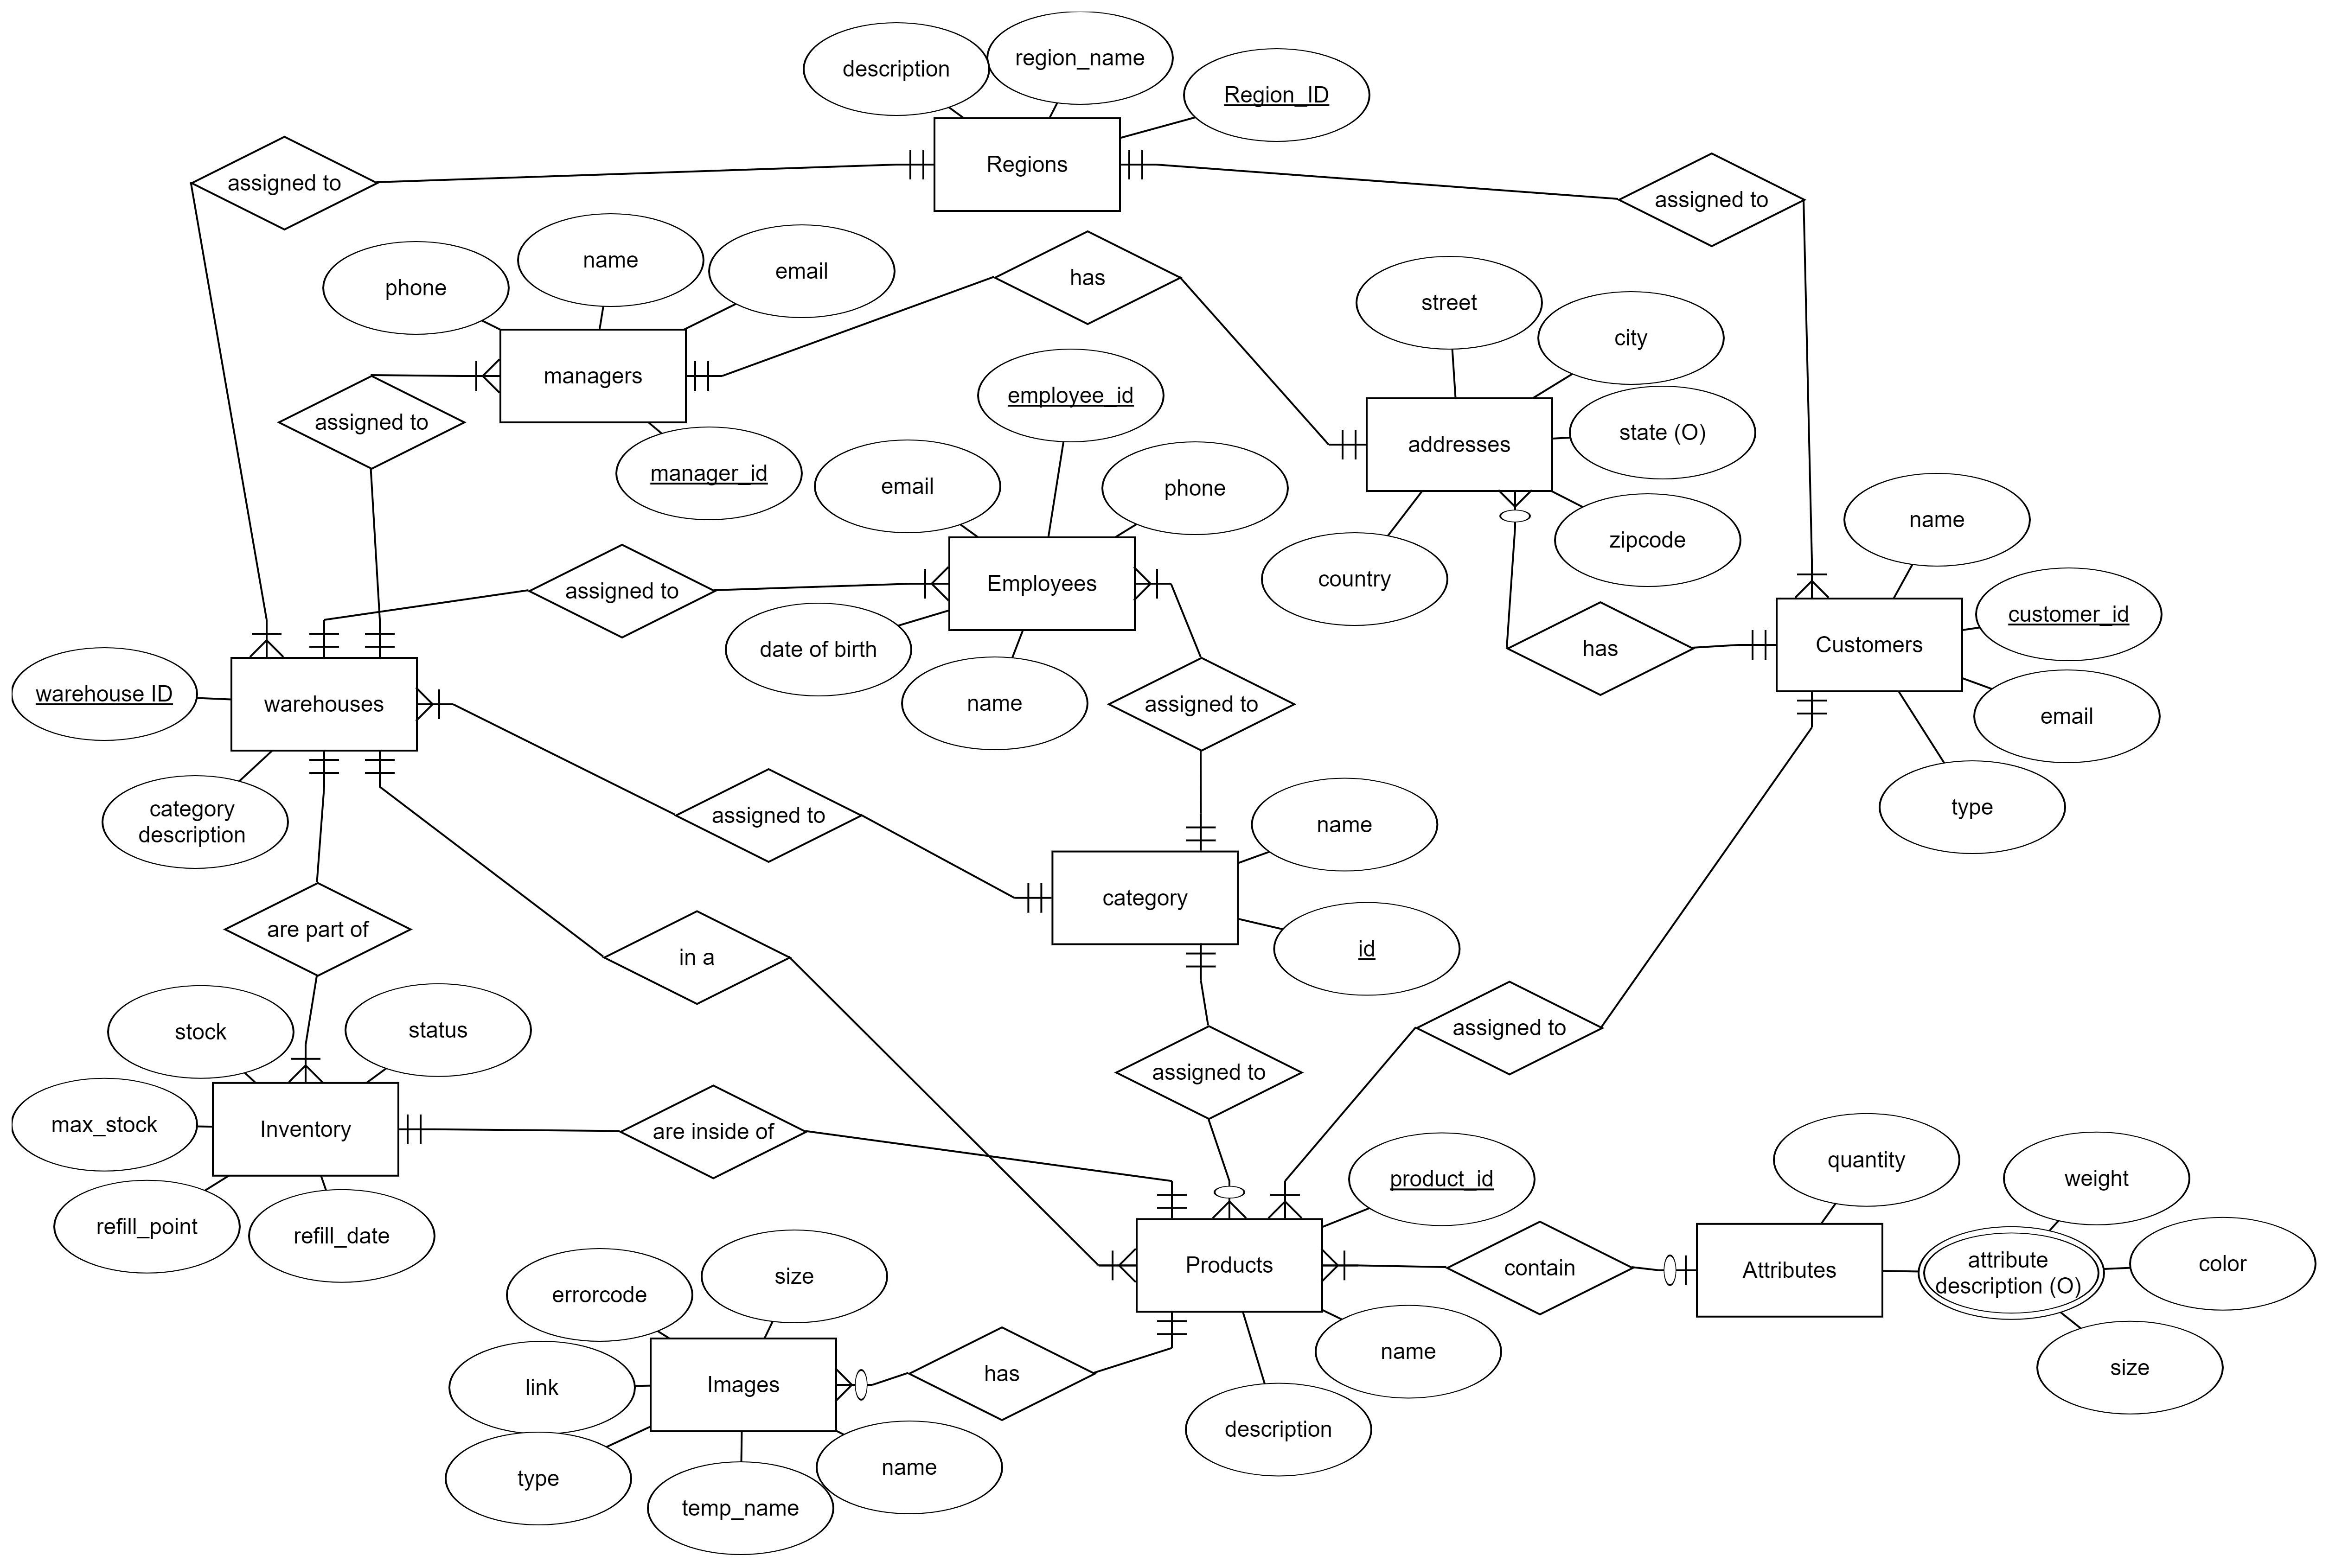 description
region_name
Region_ID
Regions
assigned to
assigned to
phone
name
email
has
managers
assigned to
manager_id
street
city
state (O)
addresses
zipcode
country
employee_id
email
phone
Employees
assigned to
date of birth
name
name
customer_id
Customers
has
email
type
warehouse ID
warehouses
category
description
assigned to
assigned to
name
category
id
are part of
in a
assigned to
assigned to
stock
status
max_stock
Inventory
are inside of
refill_point
refill_date
product_id
Products
contain
quantity
weight
Attributes
attribute
description (O)
color
size
name
description
errorcode
size
link
Images
has
type
temp_name
name